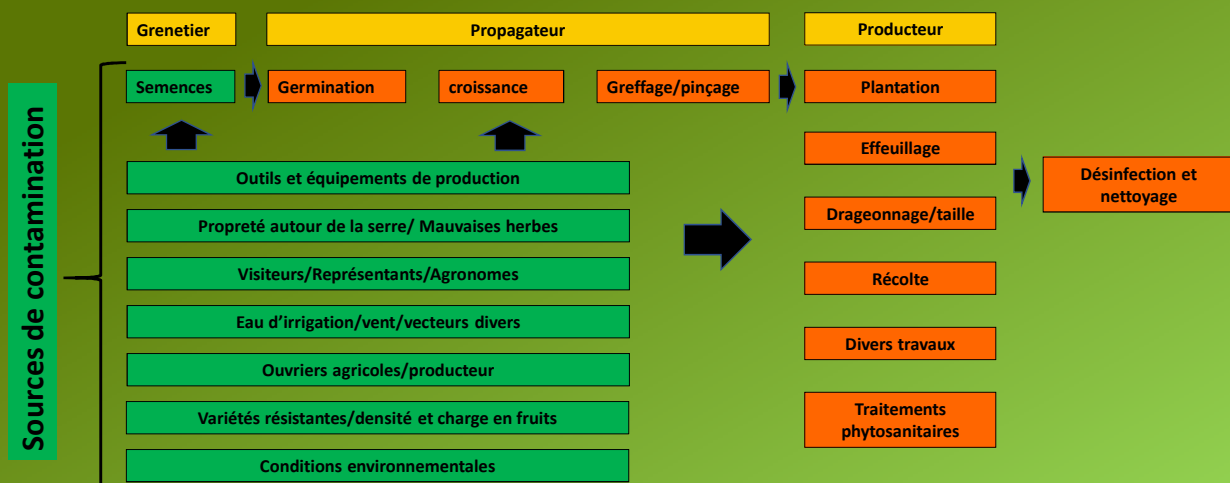 Grenetier
Propagateur
Producteur
Sources de contamination
Semences
Germination
croissance
Greffage/pinçage
Plantation
Outils et équipements de production
Propreté autour de la serre/ Mauvaises herbes
Visiteurs/Représentants/Agronomes
Eau d'irrigation/vent/vecteurs divers
Ouvriers agricoles/producteur
Variétés résistantes/densité et charge en fruits
Conditions environnementales
Effeuillage
Drageonnage/taille
Récolte
Divers travaux
Traitements
phytosanitaires
Désinfection et
nettoyage